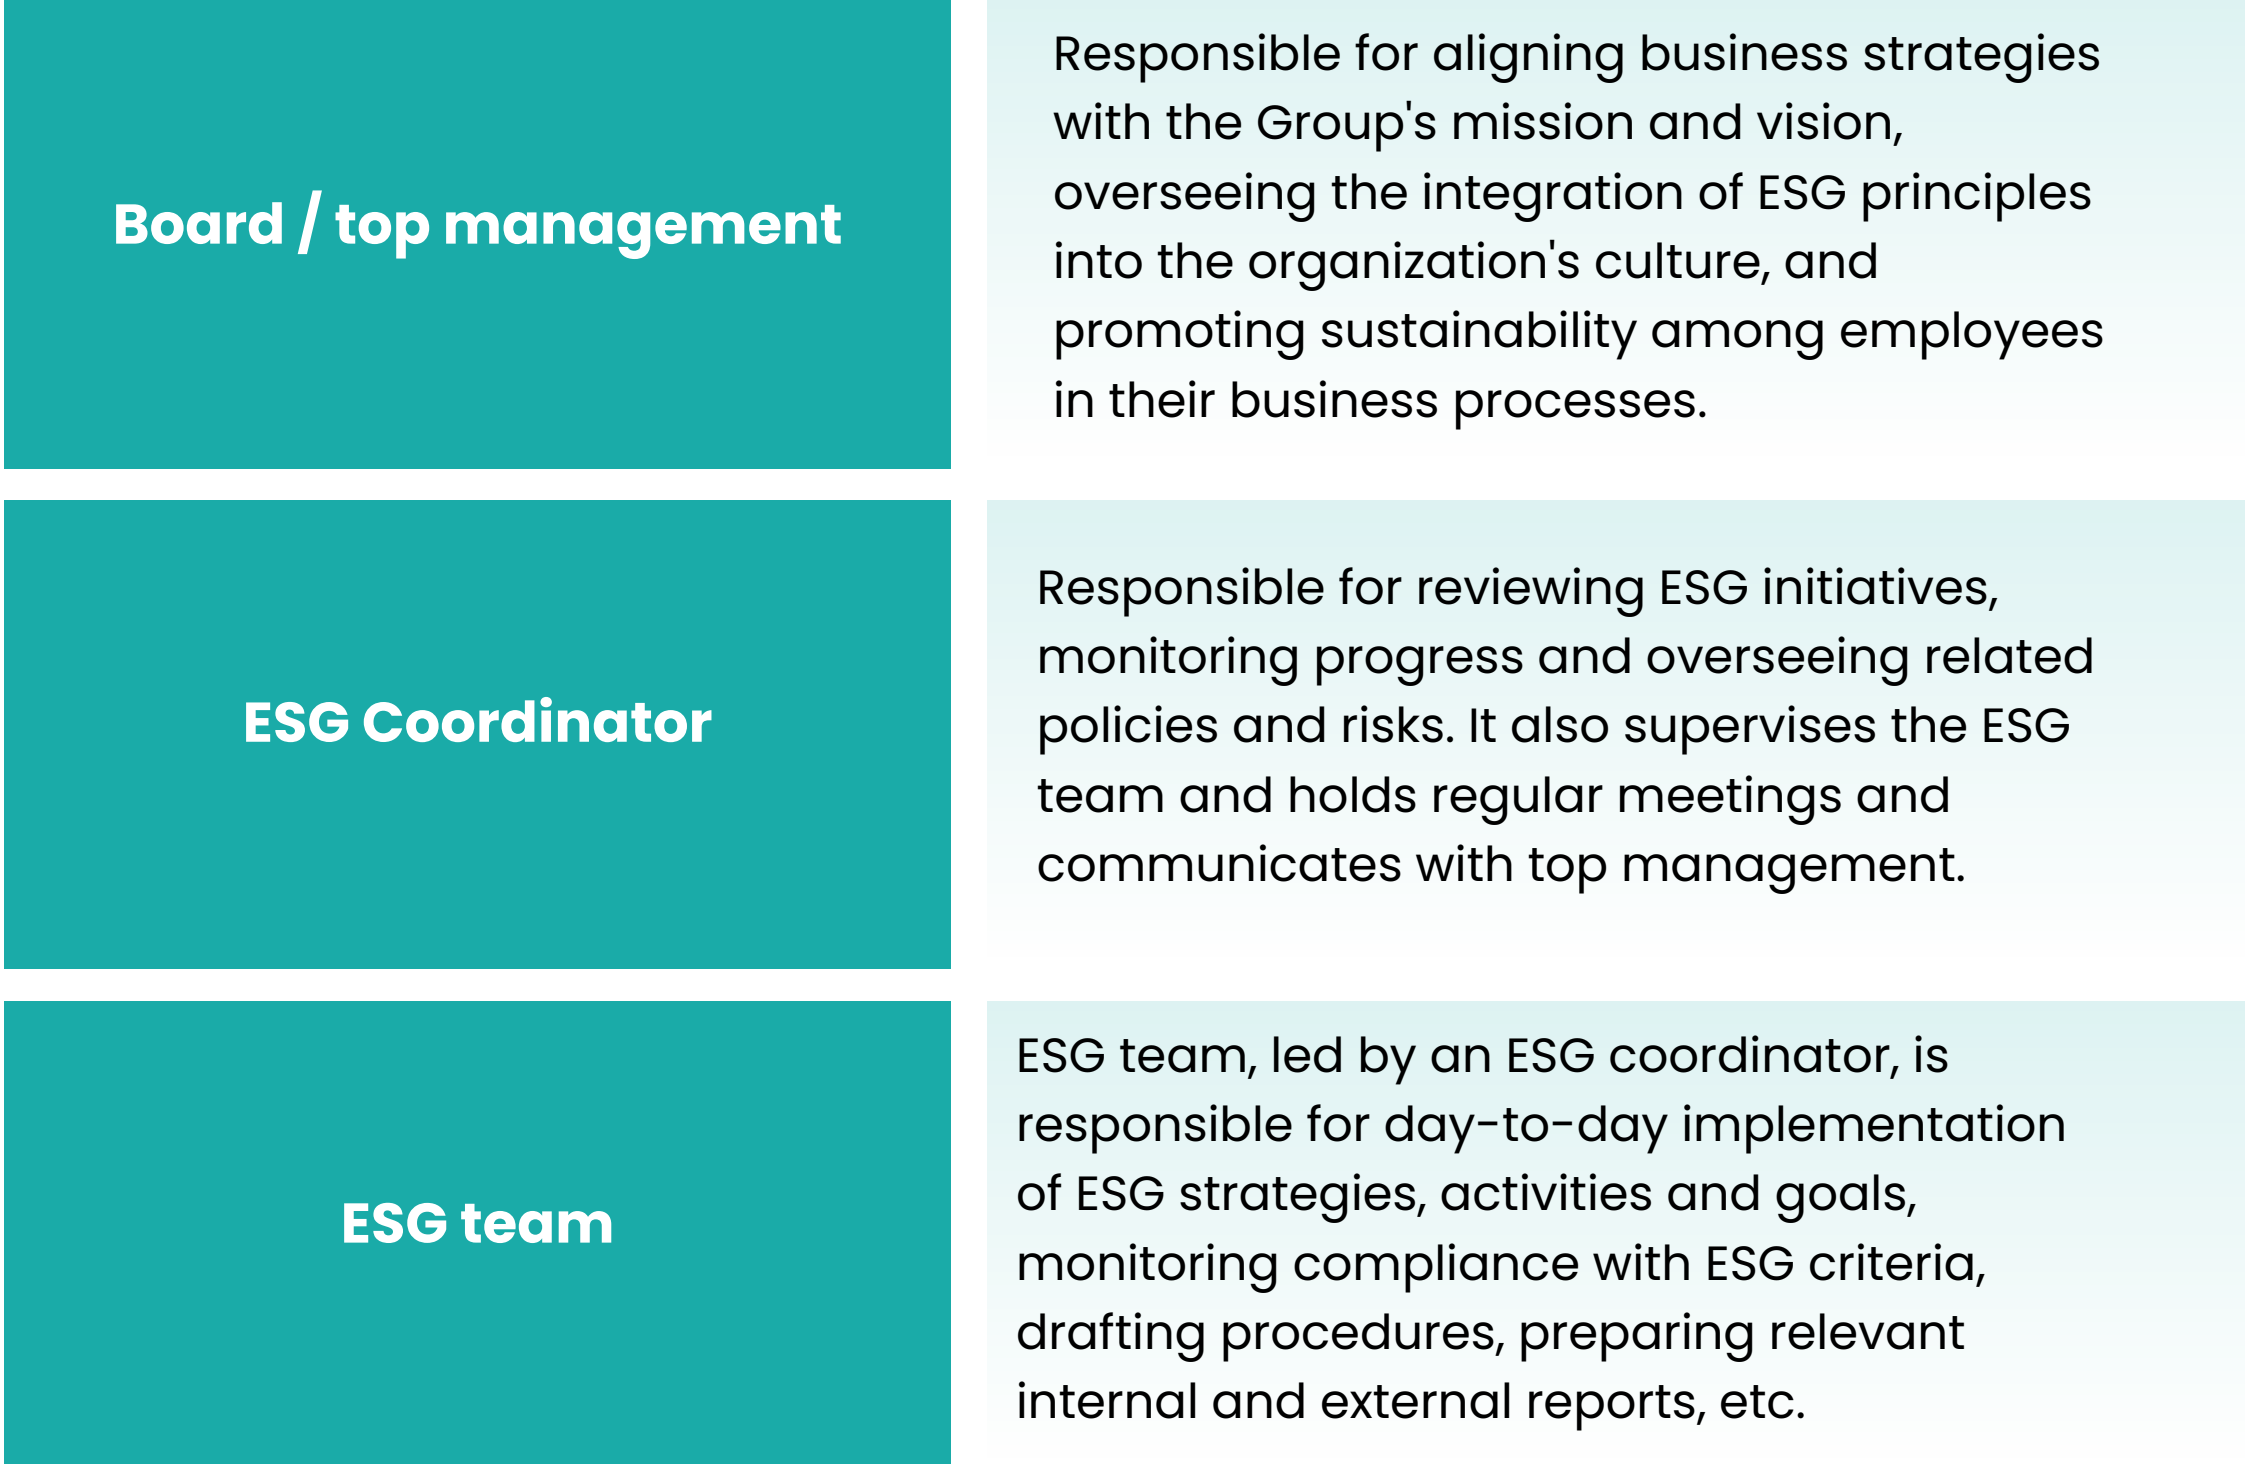 Board / top management
Responsible for aligning business strategies
with the Group's mission and vision,
overseeing the integration of ESG principles
into the organization's culture, and
promoting sustainability among employees
in their business processes.
ESG Coordinator
Responsible for reviewing ESG initiatives,
monitoring progress and overseeing related
policies and risks. It also supervises the ESG
team and holds regular meetings and
communicates with top management.
ESG team
ESG team, led by an ESG coordinator, is
responsible for day-to-day implementation
of ESG strategies, activities and goals,
monitoring compliance with ESG criteria,
drafting procedures, preparing relevant
internal and external reports, etc.